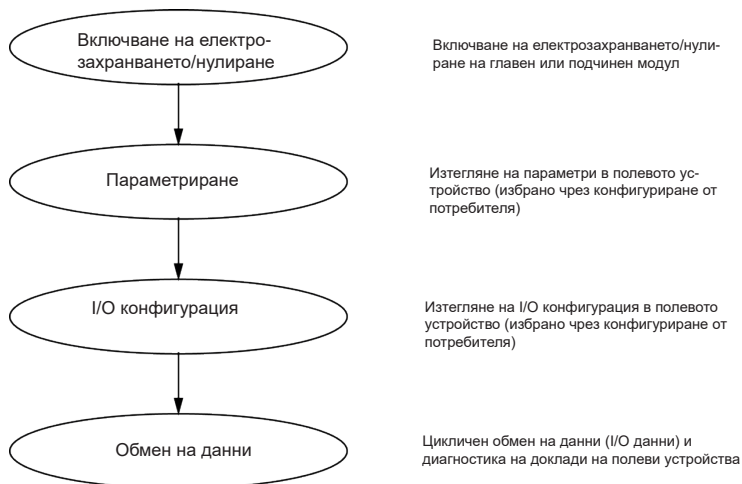 Включване на електро-
захранването/нулиране
Включване на електрозахранването/нули-
ране на главен или подчинен модул
Параметриране
Изтегляне на параметри в полевото ус-
тройство (избрано чрез конфигуриране от
потребителя)
I/O конфигурация
Изтегляне на I/O конфигурация в полевото
устройство (избрано чрез конфигуриране от
потребителя)
Обмен на данни
Цикличен обмен на данни (I/O данни) и
диагностика на доклади на полеви устройства